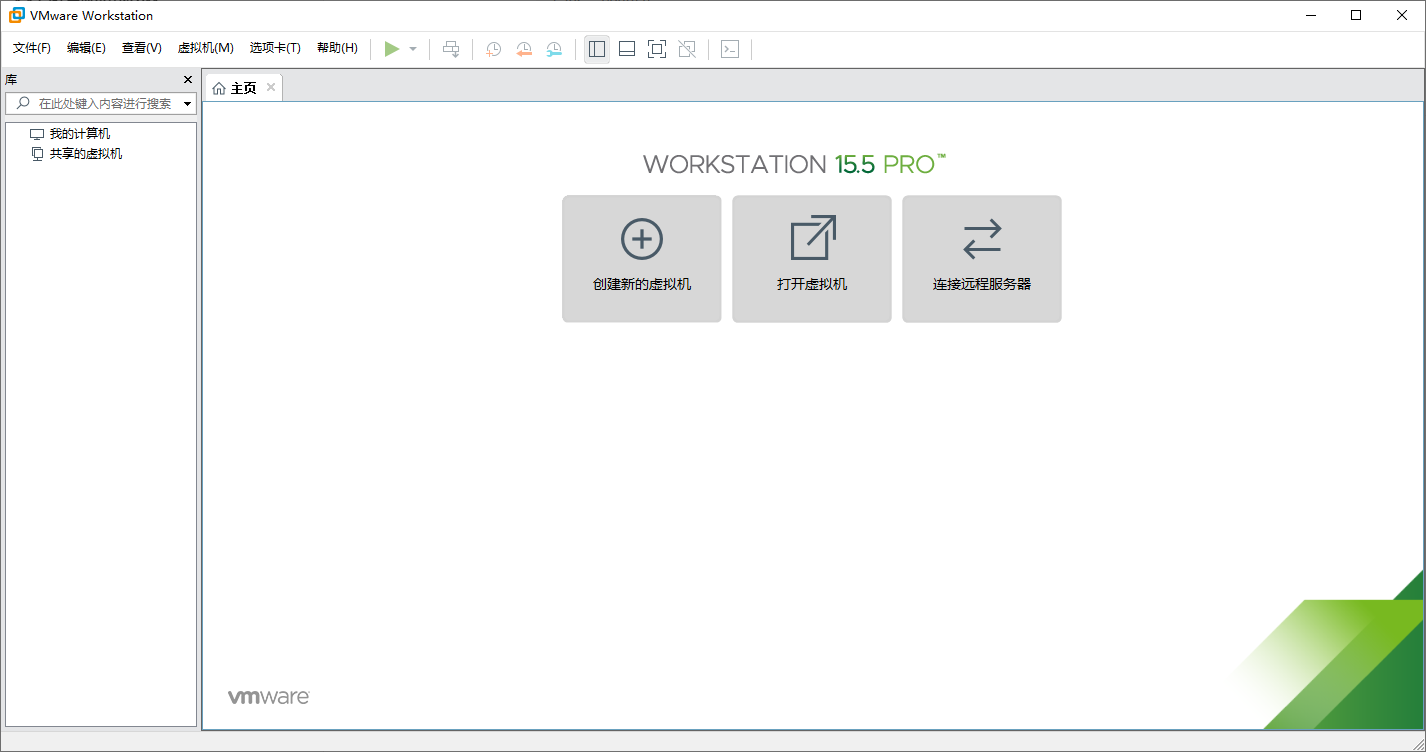 VMware Workstation
文件(F) 编辑(E) 查看(V) 虚拟机(M) 选项卡(T) 帮助(H)
库
在此处键入内容进行搜索
我的计算机
共享的虚拟机
主页
WORKSTATION 15.5 PRO™
创建新的虚拟机 打开虚拟机 连接远程服务器
vmware